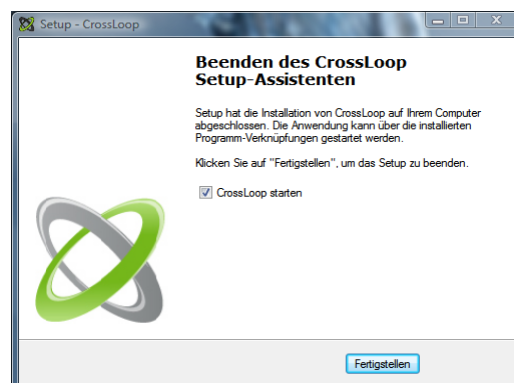 Setup - CrossLoop
Beenden des CrossLoop
Setup-Assistenten
Setup hat die Installation von CrossLoop auf Ihrem Computer
abgeschlossen. Die Anwendung kann über die installierten
Programm-Verknüpfungen gestartet werden.
Klicken Sie auf "Fertigstellen", um das Setup zu beenden.
CrossLoop starten
Fertigstellen